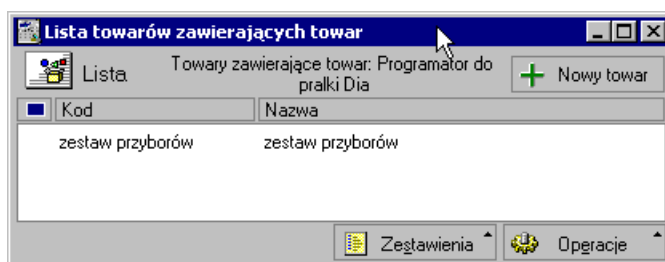 Lista towarów zawierających towar
Lista
Towary zawierające towar: Programator do
pralki Dia
Nowy towar
Kod
Nazwa
zestaw przyborów
zestaw przyborów
Zestawienia
Operacje